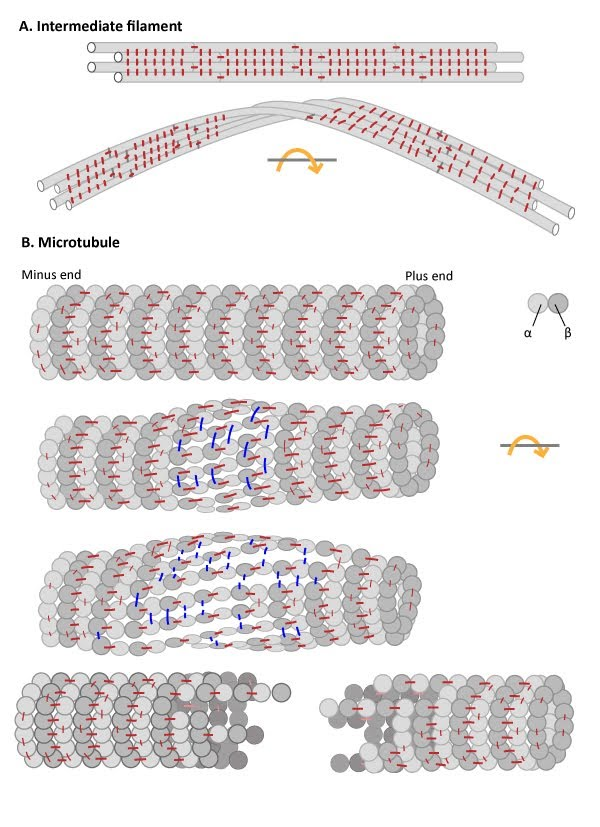 A. Intermediate filament
B. Microtubule
Minus end
Plus end
α
β